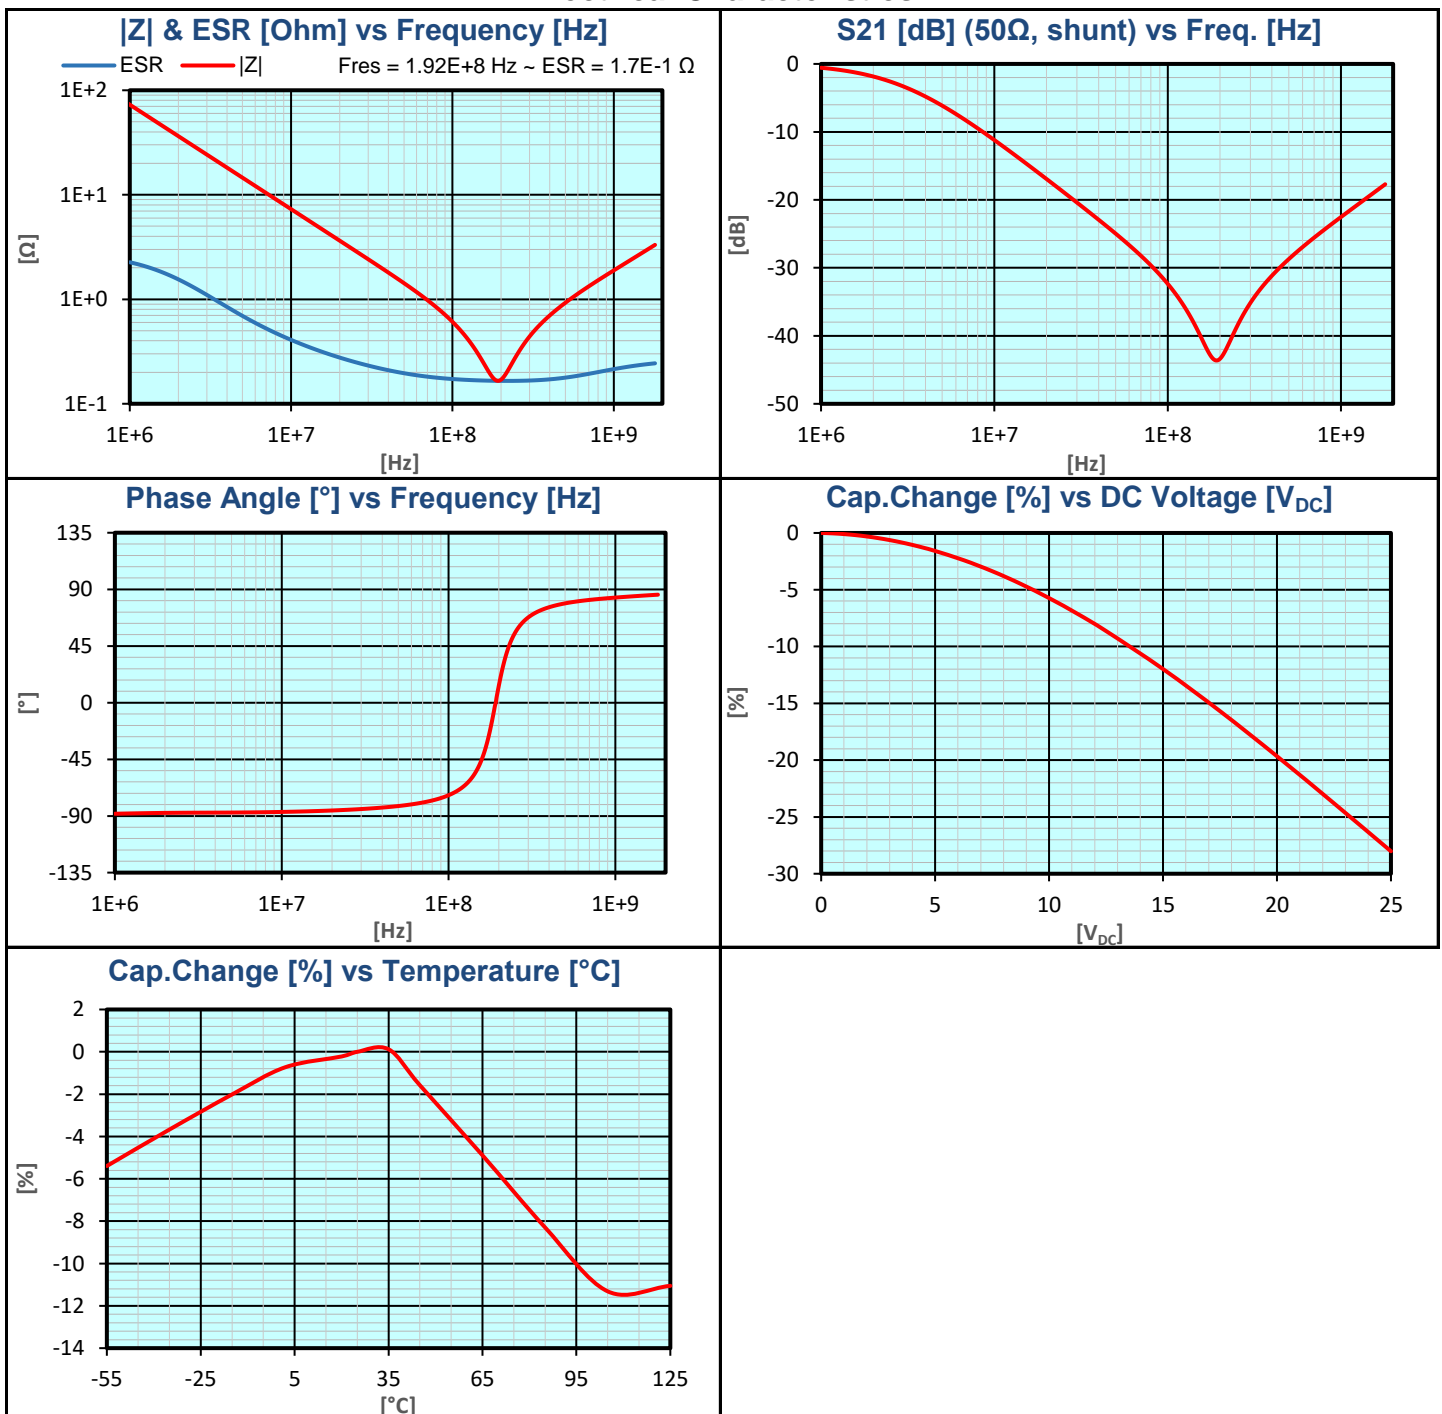 |Z| & ESR [Ohm] vs Frequency [Hz]
ESR |Z| Fres = 1.92E+8 Hz ~ ESR = 1.7E-1 Ω
1E+2
1E+1
1E+0
1E-1
[Ω]
1E+6 1E+7 1E+8 1E+9
[Hz]
S21 [dB] (50Ω, shunt) vs Freq. [Hz]
0
-10
-20
-30
-40
-50
[dB]
1E+6 1E+7 1E+8 1E+9
[Hz]
Phase Angle [°] vs Frequency [Hz]
135
90
45
0
-45
-90
-135
[°]
1E+6 1E+7 1E+8 1E+9
[Hz]
Cap.Change [%] vs DC Voltage [VDC]
0
-5
-10
-15
-20
-25
-30
[%]
0 5 10 15 20 25
[VDC]
Cap.Change [%] vs Temperature [°C]
2
0
-2
-4
-6
-8
-10
-12
-14
[%]
-55 -25 5 35 65 95 125
[°C]